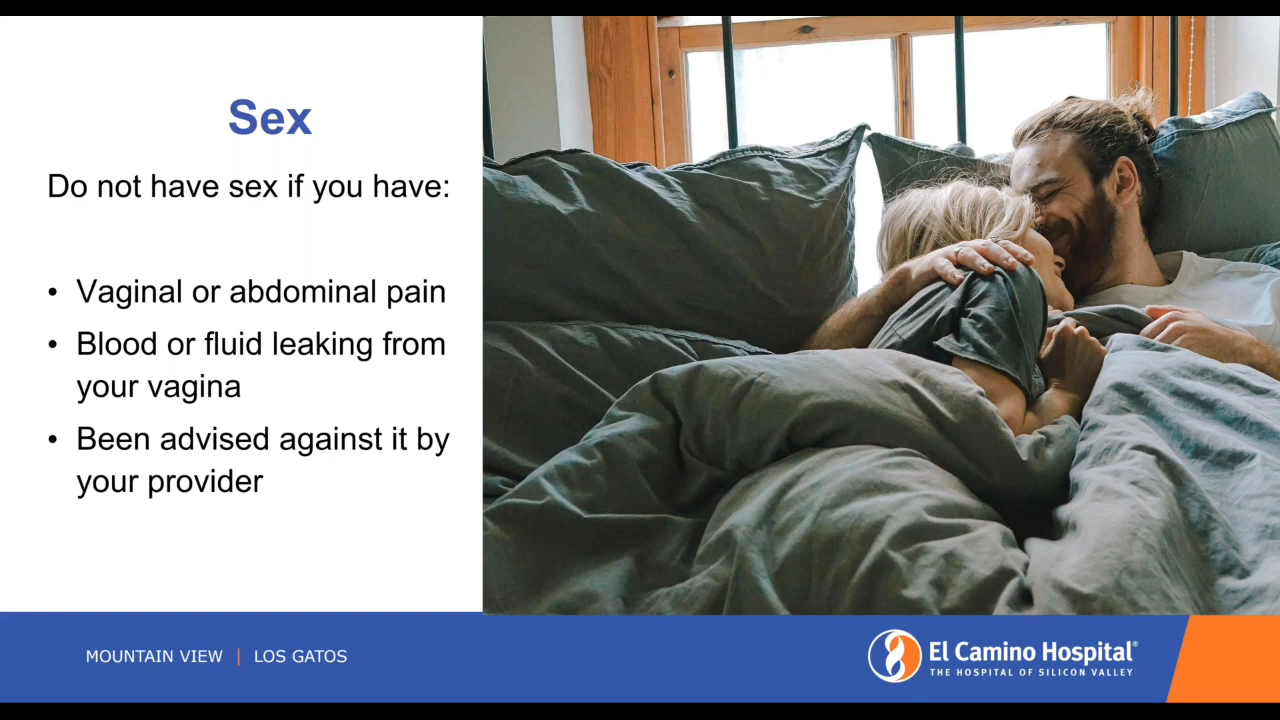 Sex
Do not have sex if you have:
• Vaginal or abdominal pain
• Blood or fluid leaking from
your vagina
• Been advised against it by
your provider
MOUNTAIN VIEW | LOS GATOS
El Camino Hospital®
THE HOSPITAL OF SILICON VALLEY